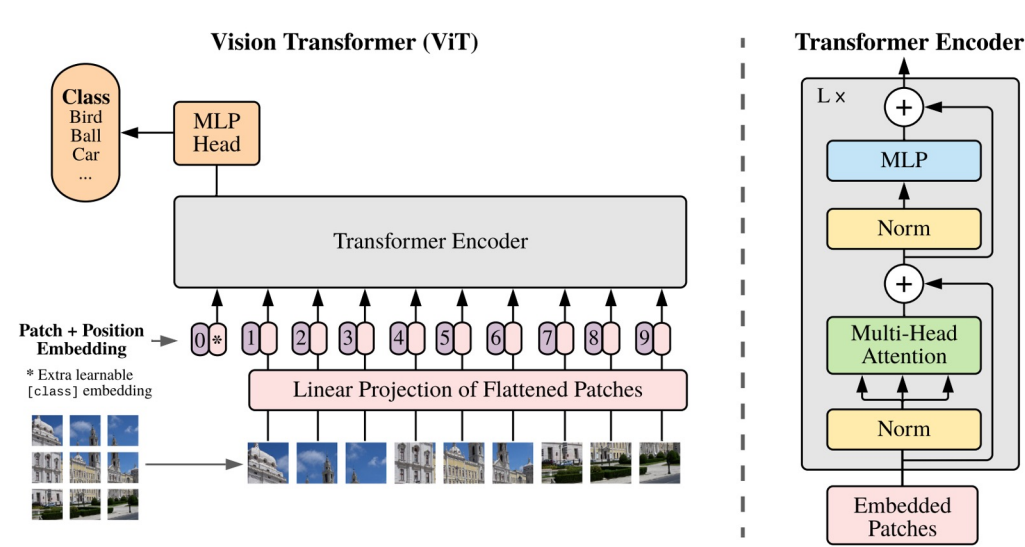 Vision Transformer (ViT)
Class
Bird
Ball
Car
...
MLP
Head
Transformer Encoder
Patch + Position
Embedding
0 * 1 2 3 4 5 6 7 8 9
* Extra learnable
[class] embedding
Linear Projection of Flattened Patches
Transformer Encoder
L x
+
MLP
Norm
+
Multi-Head
Attention
Norm
Embedded
Patches